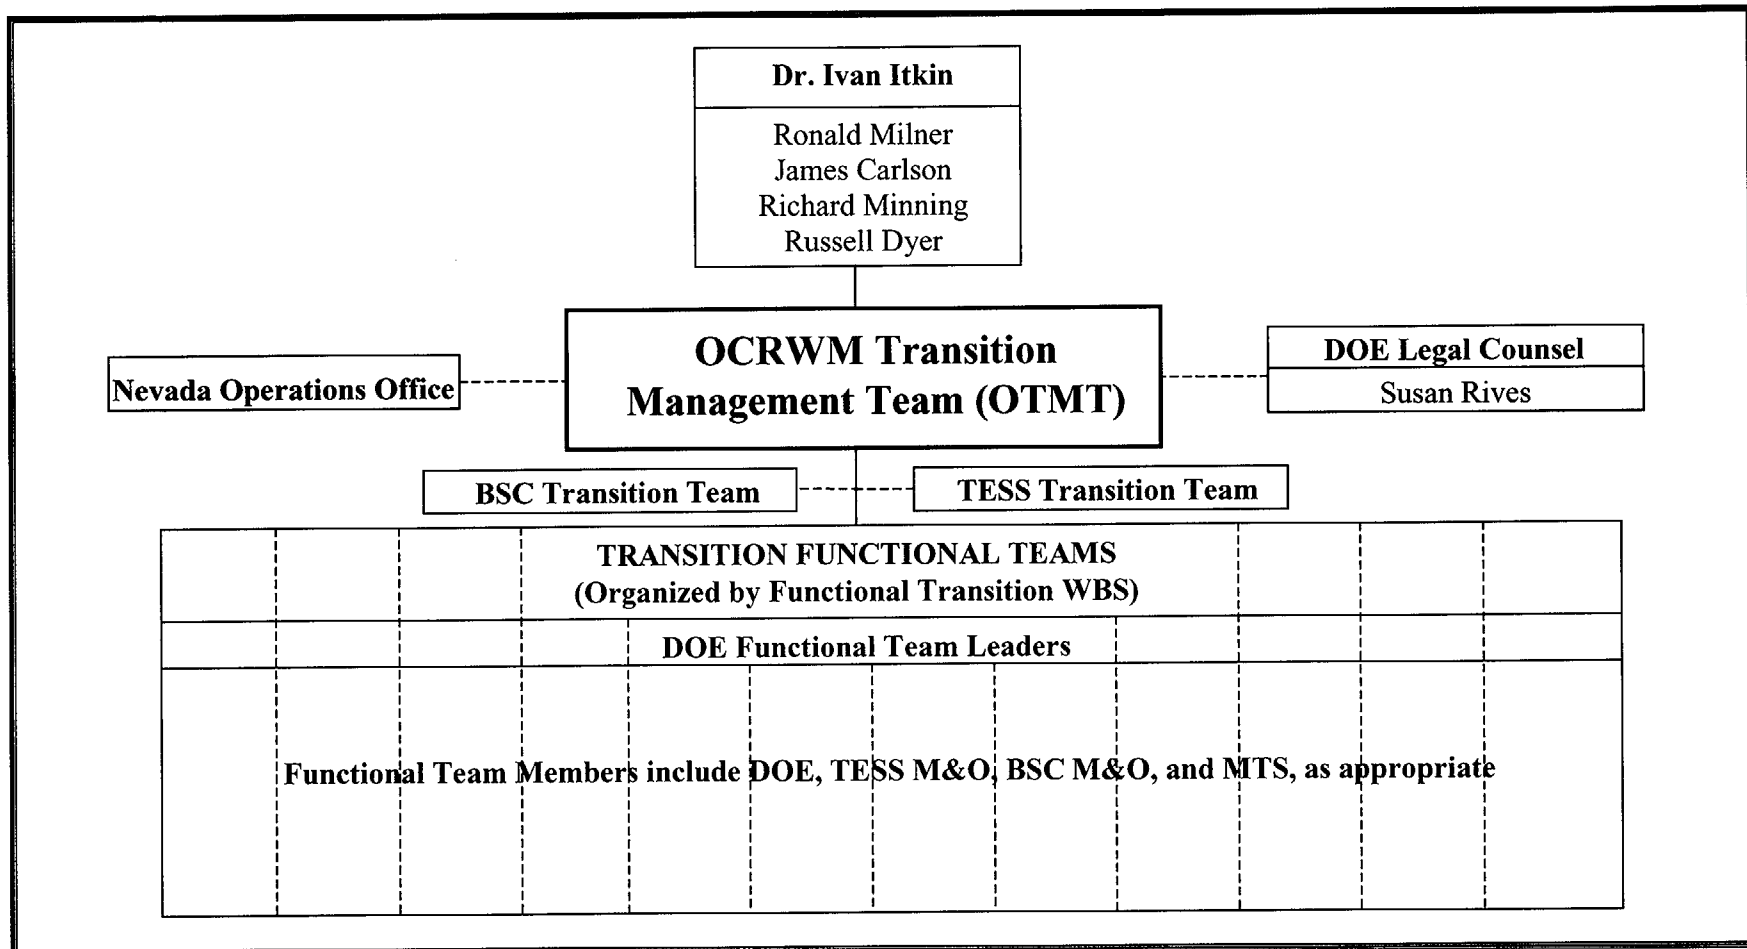 Dr. Ivan Itkin
Ronald Milner
James Carlson
Richard Minning
Russell Dyer
OCRWM Transition
Management Team (OTMT)
Nevada Operations Office
DOE Legal Counsel
Susan Rives
BSC Transition Team
TESS Transition Team
TRANSITION FUNCTIONAL TEAMS
(Organized by Functional Transition WBS)
DOE Functional Team Leaders
Functional Team Members include DOE, TESS M&O, BSC M&O, and MTS, as appropriate